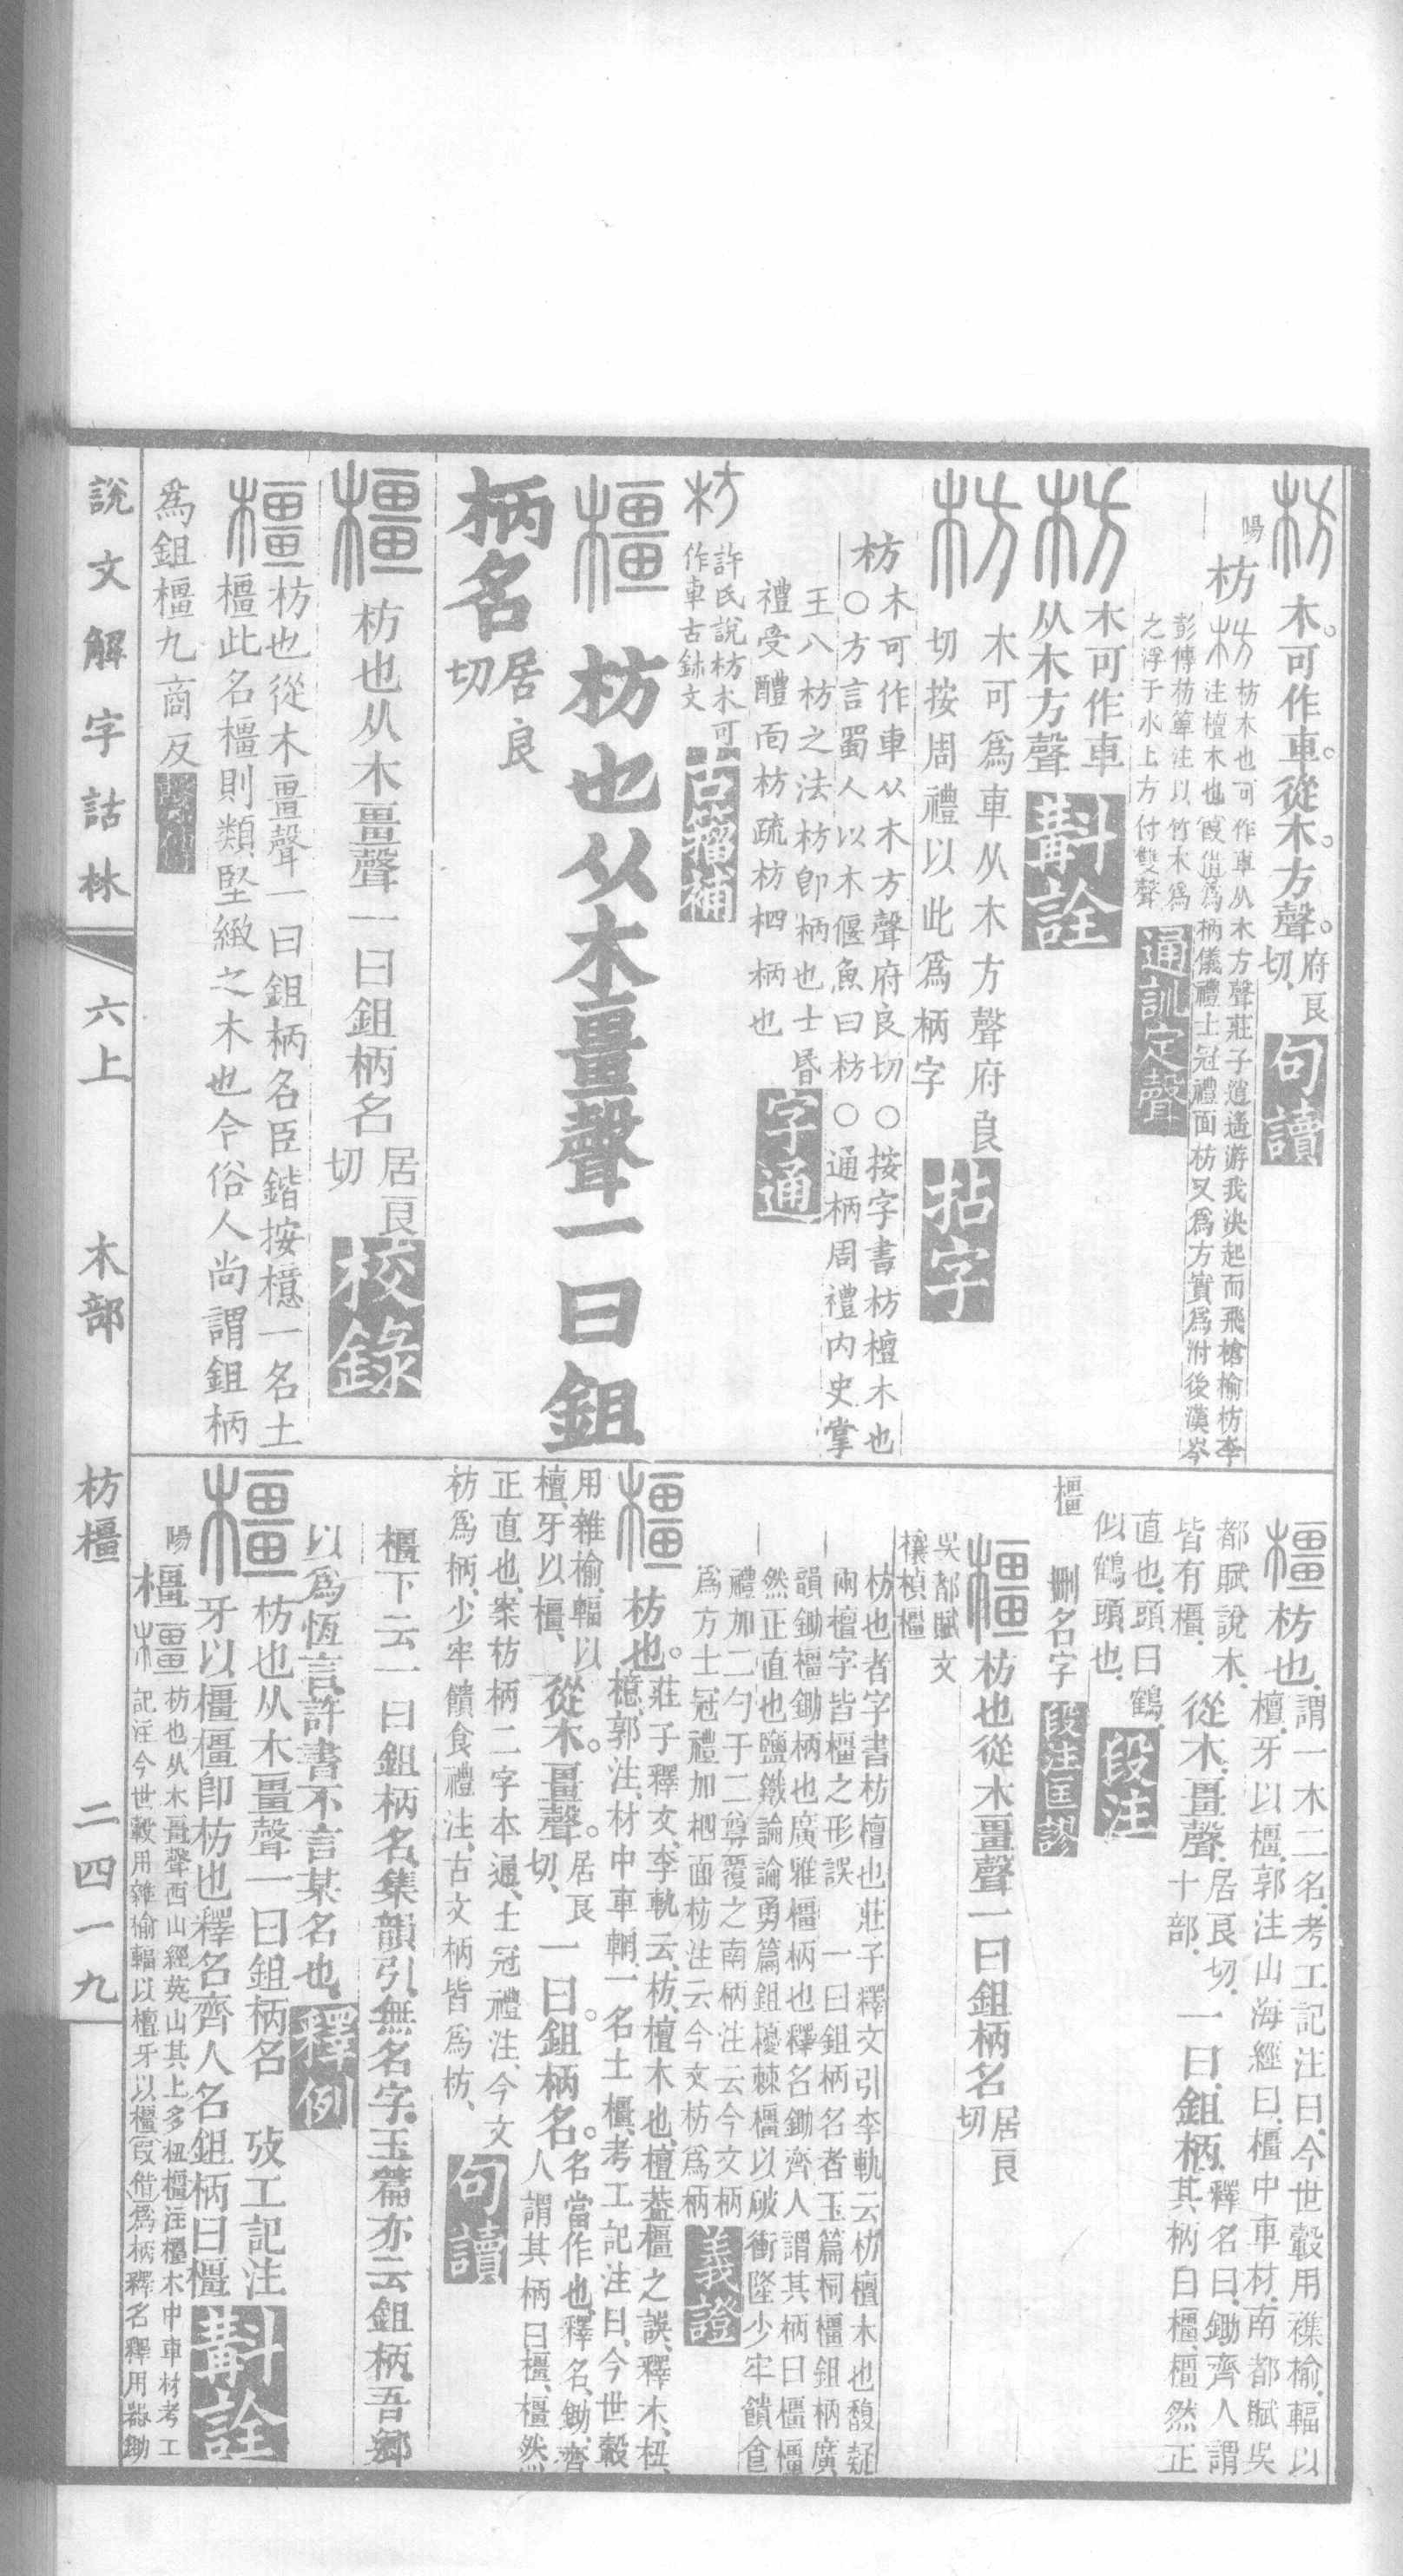 枋 木。可作車。從木。方聲。府良切、句讀
陽
枋 枋 枋木也可作車从木方聲莊子逍遙游我決起而飛槍榆枋李
注檀木也叚借爲柄儀禮士冠禮面枋又爲方實爲泭後漢岑
彭傳枋箄注以竹木爲
之浮于水上方付雙聲 通訓定聲
枋 木可作車
从木方聲 斠詮
枋 木可爲車从木方聲府良
切按周禮以此爲柄字 拈字
枋 木可作車从木方聲府良切○按字書枋檀木也
○方言蜀人以木偃魚曰枋○通柄周禮內史掌
王八枋之法枋卽柄也士昬
禮受醴面枋疏枋柶柄也 字通
枋 許氏說枋木可
作車古鉥文 古籀補
橿 枋也从木畺聲一曰鉏
柄名 居良
切
橿 枋也从木畺聲一曰鉏柄名 居良
切 校錄
橿 枋也從木畺聲一曰鉏柄名臣鍇按檍一名土
橿此名橿則類堅緻之木也今俗人尚謂鉏柄
爲鉏橿九商反 繫傳
橿 枋也. 謂一木二名.考工記注曰.今世轂用襍榆.輻以
檀.牙以橿.郭注山海經曰.橿中車材.南都賦吳
都賦說木.
皆有橿. 從木.畺聲. 居良切.
十部. 一曰.鉏柄. 釋名曰.鋤齊人謂
其柄曰橿.橿然正
直也.頭曰鶴.
似鶴頭也. 段注
橿 刪名字 段注匡謬
橿 枋也從木畺聲一曰鉏柄名 居良
切
吳都賦文
欀楨橿
枋也者字書枋檀也莊子釋文引李軌云枋檀木也馥疑
兩檀字皆橿之形誤 一曰鉏柄名者玉篇柌橿鉏柄廣
韻鋤橿鋤柄也廣雅橿柄也釋名鋤齊人謂其柄曰橿橿
然正直也鹽鐵論論勇篇鉏櫌棘橿以破衝隆少牢饋食
禮加二勺于二尊覆之南柄注云今文柄
爲方士冠禮加柶面枋注云今文枋爲柄 義證
橿 枋也。 莊子釋文、李軌云、枋、檀木也、檀葢橿之誤、釋木、杻、
檍、郭注、材中車輞、一名土橿、考工記注曰、今世轂
用雜榆、輻以
檀、牙以橿、 從木。畺聲。 居良
切、 一曰。鉏柄名。 名當作也、釋名、鋤、齊
人謂其柄曰橿、橿然
正直也、案枋柄二字本通、士冠禮注、今文
枋爲柄、少牢饋食禮注、古文柄皆爲枋、 句讀
橿下云一曰鉏柄名、集韻引無名字、玉篇亦云鉏柄、吾鄉
以爲恆言、許書不言某名也、 釋例
橿 枋也从木畺聲一曰鉏柄名 攷工記注
牙以橿橿卽枋也釋名齊人名鉏柄曰橿 斠詮
陽
橿 橿 枋也从木畺聲西山經英山其上多杻橿注橿木中車材考工
記注今世轂用雜榆輻以檀牙以橿叚借爲柄釋名釋用器鋤
說文解字詁林 六上 木部 枋橿 二四一九